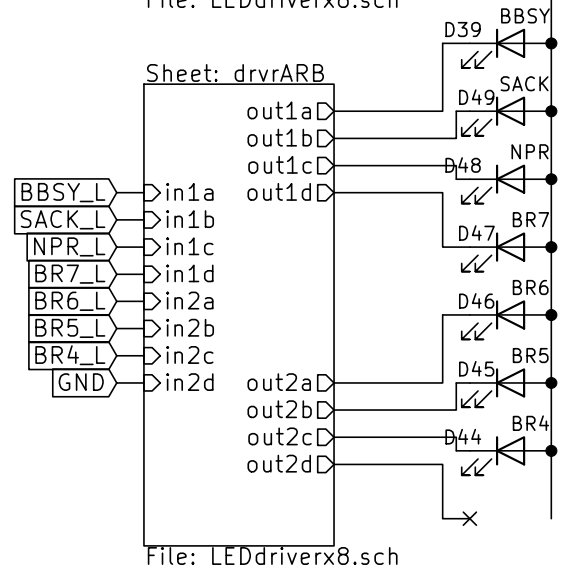 File: LEDdriverx8.sch
BBSY
D39
Sheet: drvrARB
SACK
D49
out1a
out1b
NPR
D48
out1c
out1d
BBSY_L
in1a
SACK_L
in1b
BR7
D47
NPR_L
in1c
BR7_L
in1d
BR6
D46
BR6_L
in2a
BR5_L
in2b
BR4_L
in2c
BR5
D45
GND
in2d
out2a
out2b
BR4
D44
out2c
out2d
File: LEDdriverx8.sch